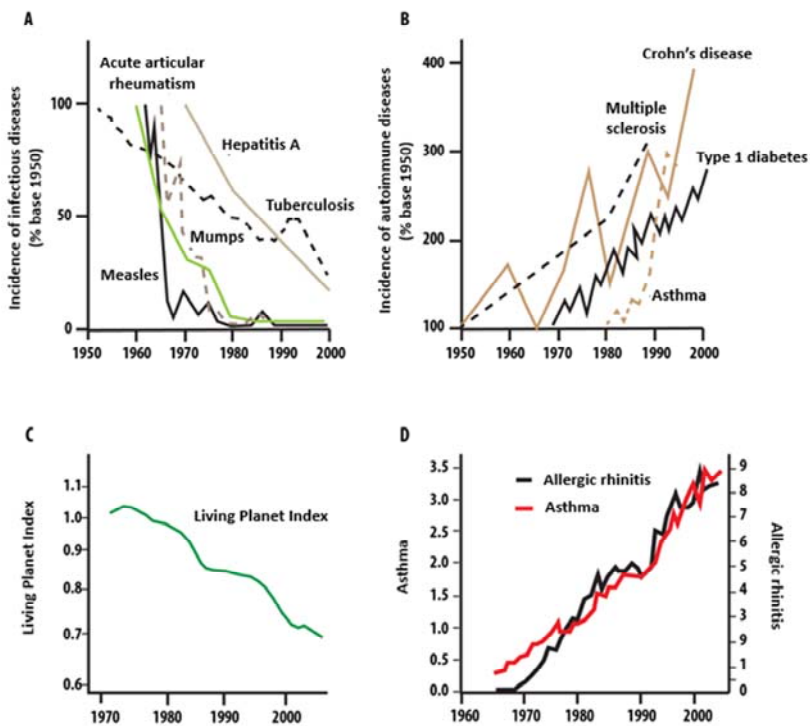 A
Incidence of infectious diseases
(% base 1950)
100
50
0
Acute articular
rheumatism
Hepatitis A
Tuberculosis
Mumps
Measles
1950 1960 1970 1980 1990 2000
B
Incidence of autoimmune diseases
(% base 1950)
400
300
200
100
Crohn's disease
Multiple
sclerosis
Type 1 diabetes
Asthma
1950 1960 1970 1980 1990 2000
C
Living Planet Index
1.1
1.0
0.9
0.8
0.7
0.6
Living Planet Index
1970 1980 1990 2000
D
Asthma
3.5
3.0
2.5
2.0
1.5
1.0
0.5
0.0
Allergic rhinitis
Asthma
9
8
7
6
5
4
3
9
1
0
Allergic rhinitis
1960 1970 1980 1990 2000